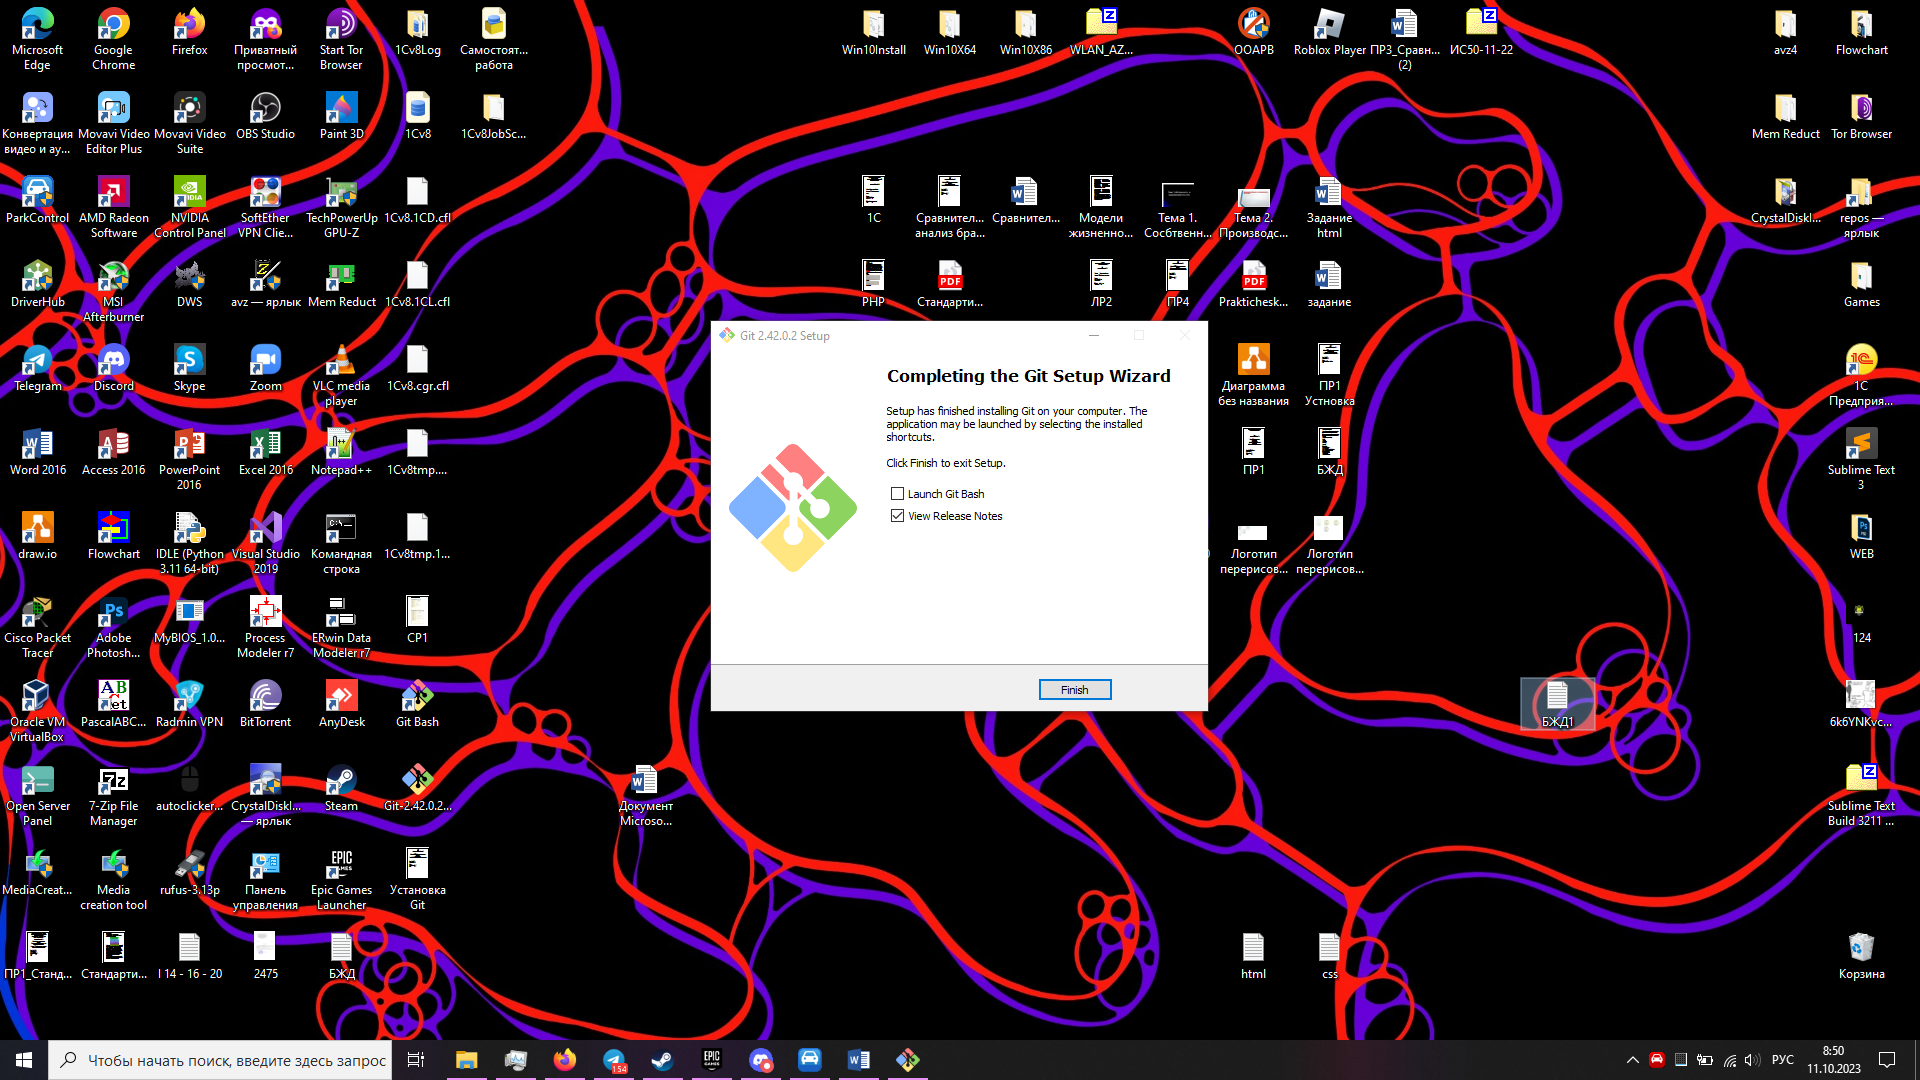 Microsoft Edge
Google Chrome
Firefox
Приватный просмот...
Start Tor Browser
1Cv8Log
Самостоят... работа
Win10Install
Win10X64
Win10X86
WLAN_AZ...
OOAPB
Roblox Player
ПР3_Сравн... (2)
ИС50-11-22
avz4
Flowchart
Конвертация видео и ау...
Movavi Video Editor Plus
Movavi Video Suite
OBS Studio
Paint 3D
1Cv8
1Cv8JobSc...
Mem Reduct
Tor Browser
ParkControl
AMD Radeon Software
NVIDIA Control Panel
SoftEther VPN Clie...
TechPowerUp GPU-Z
1Cv8.1CD.cfl
1С
Сравнител... анализ бра...
Сравнител...
Модели жизненно...
Тема 1. Сосбтвенн...
Тема 2. Производс...
Задание html
CrystalDiskI...
repos — ярлык
DriverHub
MSI Afterburner
DWS
avz — ярлык
Mem Reduct
1Cv8.1CL.cfl
PHP
Стандарти...
ЛР2
ПР4
Praktichesk...
задание
Games
Git 2.42.0.2 Setup
Completing the Git Setup Wizard
Setup has finished installing Git on your computer. The
application may be launched by selecting the installed
shortcuts.
Click Finish to exit Setup.
Launch Git Bash
View Release Notes
Finish
Telegram
Discord
Skype
Zoom
VLC media player
1Cv8.cgr.cfl
Диаграмма без названия
ПР1 Устновка
1С Предприя...
Word 2016
Access 2016
PowerPoint 2016
Excel 2016
Notepad++
1Cv8tmp....
ПР1
БЖД
Sublime Text 3
draw.io
Flowchart
IDLE (Python 3.11 64-bit)
Visual Studio 2019
Командная строка
1Cv8tmp.1...
Логотип перерисов...
Логотип перерисов...
WEB
Cisco Packet Tracer
Adobe Photosh...
MyBIOS_1.0...
Process Modeler r7
ERwin Data Modeler r7
СР1
124
Oracle VM VirtualBox
PascalABC...
Radmin VPN
BitTorrent
AnyDesk
Git Bash
БЖД1
6k6YNKvc...
Open Server Panel
7-Zip File Manager
autoclicker...
CrystalDiskI... — ярлык
Steam
Git-2.42.0.2...
Документ Microso...
Sublime Text Build 3211 ...
MediaCreat...
Media creation tool
rufus-3.13p
Панель управления
Epic Games Launcher
Установка Git
ПР1_Станд...
Стандарти...
I 14 - 16 - 20
2475
БЖД
html
css
Корзина
Чтобы начать поиск, введите здесь запрос
154
РУС
8:50
11.10.2023